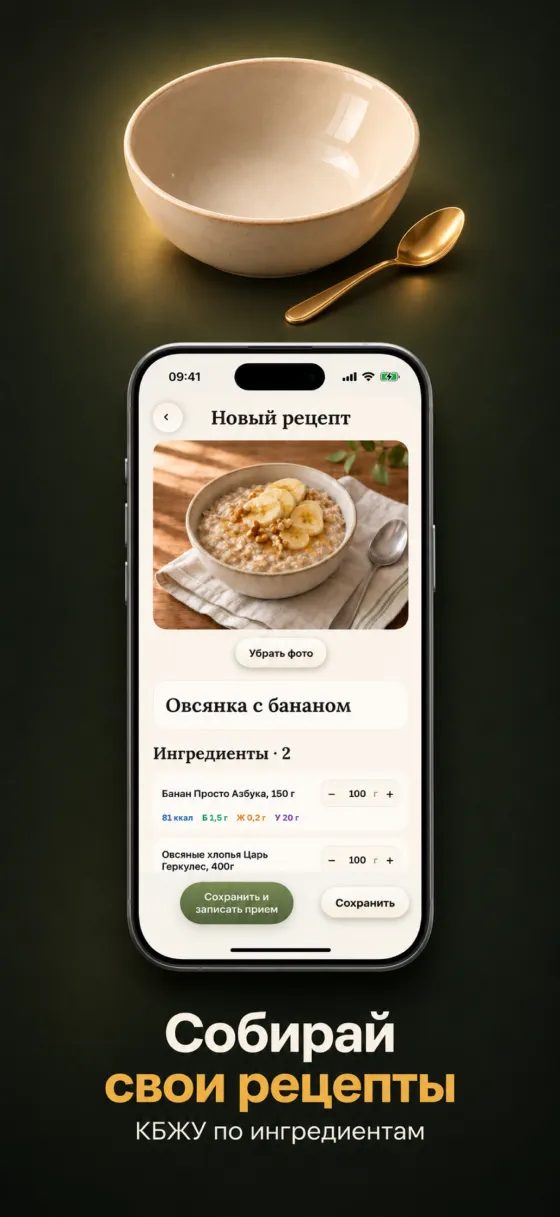 09:41
Новый рецепт
Убрать фото
Овсянка с бананом
Ингредиенты · 2
Банан Просто Азбука, 150 г
− 100 г +
81 ккал Б 1,5 г Ж 0,2 г У 20 г
Овсяные хлопья Царь
Геркулес, 400г
− 100 г +
Сохранить и
записать прием
Сохранить
Собирай
свои рецепты
КБЖУ по ингредиентам